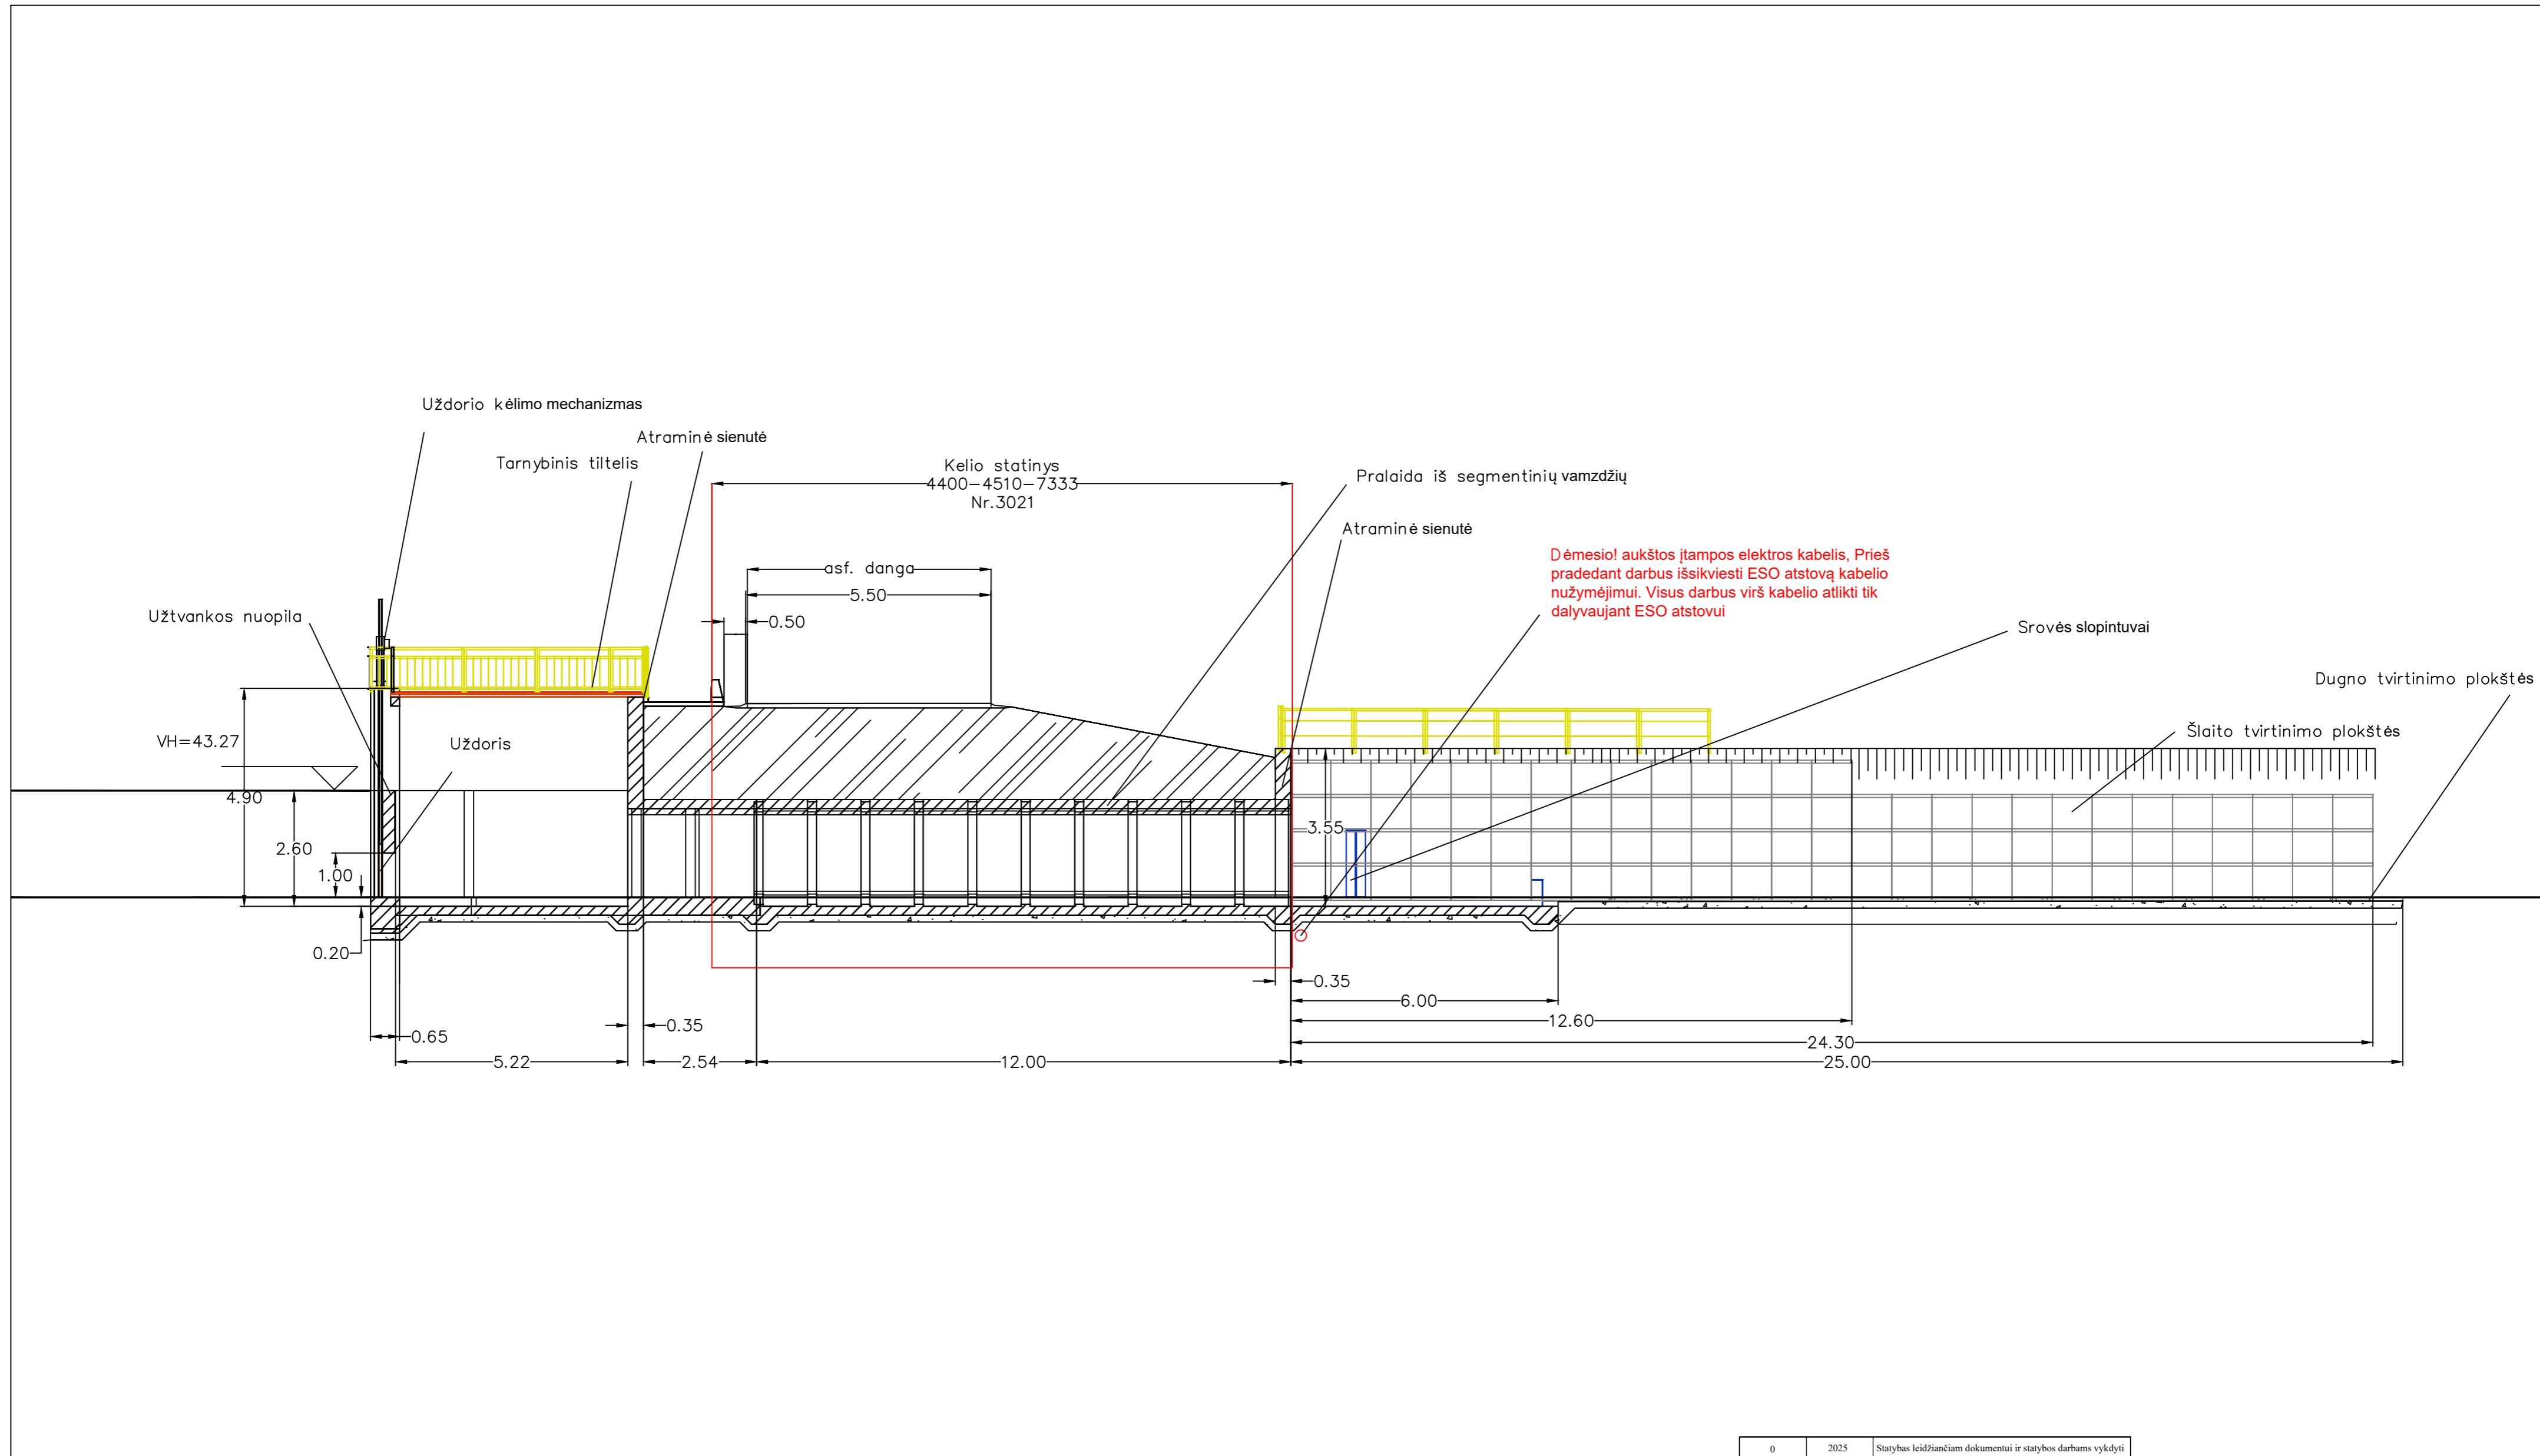 Uždorio kėlimo mechanizmas
Atraminė sienutė
Tarnybinis tiltelis
Kelio statinys
4400-4510-7333
Nr.3021
Pralaida iš segmentinių vamzdžių
Atraminė sienutė
Dėmesio! aukštos įtampos elektros kabelis, Prieš
pradedant darbus išsikviesti ESO atstovą kabelio
nužymėjimui. Visus darbus virš kabelio atlikti tik
dalyvaujant ESO atstovui
asf. danga
5.50
0.50
Užtvankos nuopila
Srovės slopintuvai
Dugno tvirtinimo plokštės
Šlaito tvirtinimo plokštės
VH=43.27
Uždoris
4.90
2.60
1.00
3.55
0.20
0.35
6.00
12.60
0.35
0.65
24.30
5.22
2.54
12.00
25.00
0 2025 Statybas leidžiančiam dokumentui ir statybos darbams vykdyti